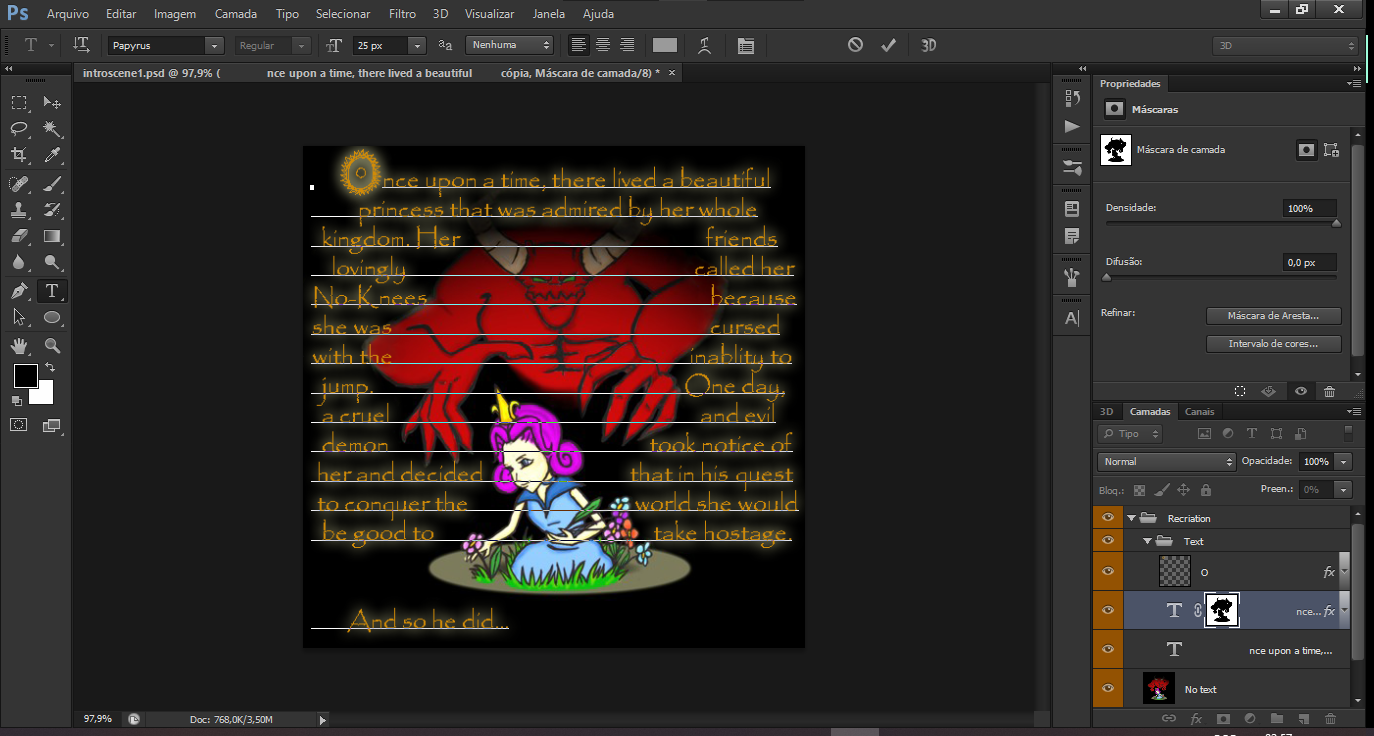 Ps Arquivo Editar Imagem Camada Tipo Selecionar Filtro 3D Visualizar Janela Ajuda
T Papyrus Regular 25 px aa Nenhuma 3D 3D
introscene1.psd @ 97,9% ( nce upon a time, there lived a beautiful cópia, Máscara de camada/8) * ×
nce upon a time, there lived a beautiful
princess that was admired by her whole
kingdom. Her friends
lovingly called her
No-Knees because
she was cursed
with the inablity to
jump. One day,
a cruel and evil
demon took notice of
her and decided that in his quest
to conquer the world she would
be good to take hostage.
And so he did...
97,9% Doc: 768,0K/3,50M
Propriedades
Máscaras
Máscara de camada
Densidade: 100%
Difusão: 0,0 px
Refinar: Máscara de Aresta...
Intervalo de cores...
3D Camadas Canais
Tipo
Normal Opacidade: 100%
Bloq.: Preen.: 0%
Recriation
Text
O fx
T nce... fx
T nce upon a time,...
No text
fx